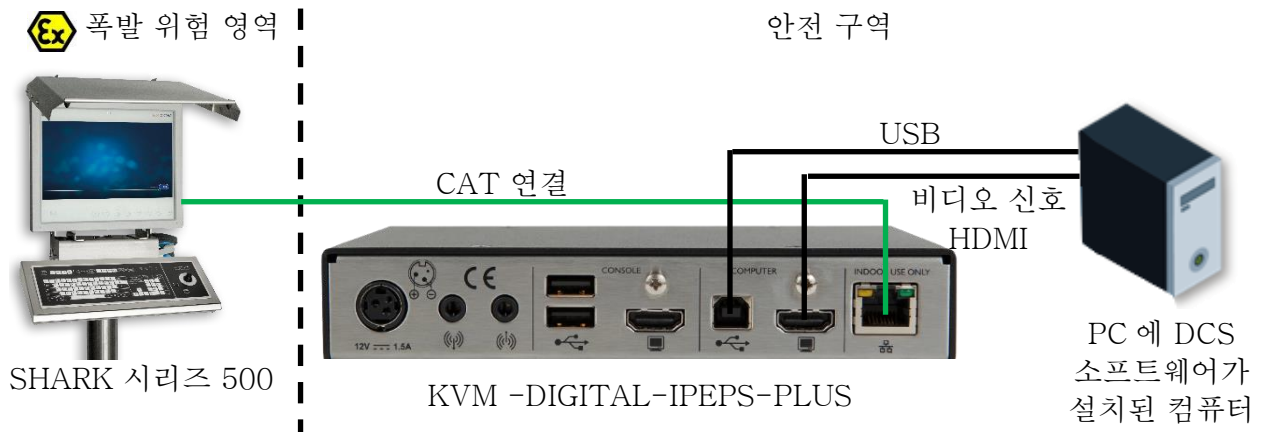 Ex 폭발 위험 영역
안전 구역
USB
CAT 연결
비디오 신호
HDMI
CONSOLE
COMPUTER
INDOOR USE ONLY
CE
12V 1.5A
SHARK 시리즈 500
KVM -DIGITAL-IPEPS-PLUS
PC 에 DCS
소프트웨어가
설치된 컴퓨터